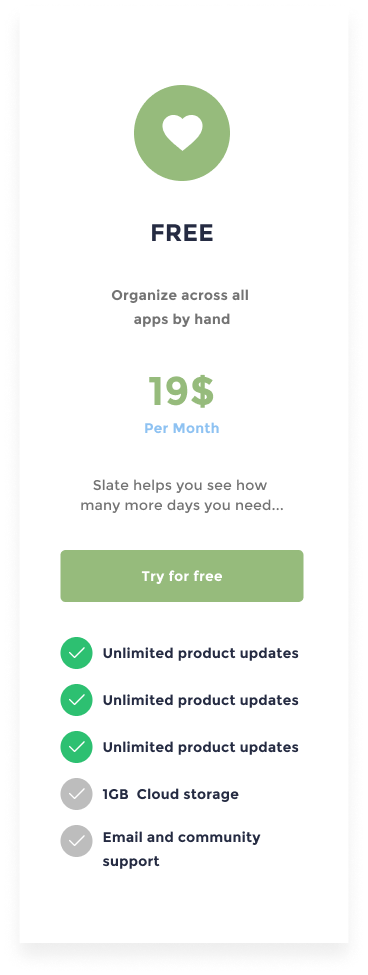 FREE
Organize across all
apps by hand
19$
Per Month
Slate helps you see how
many more days you need...
Try for free
Unlimited product updates
Unlimited product updates
Unlimited product updates
1GB  Cloud storage
Email and community
support